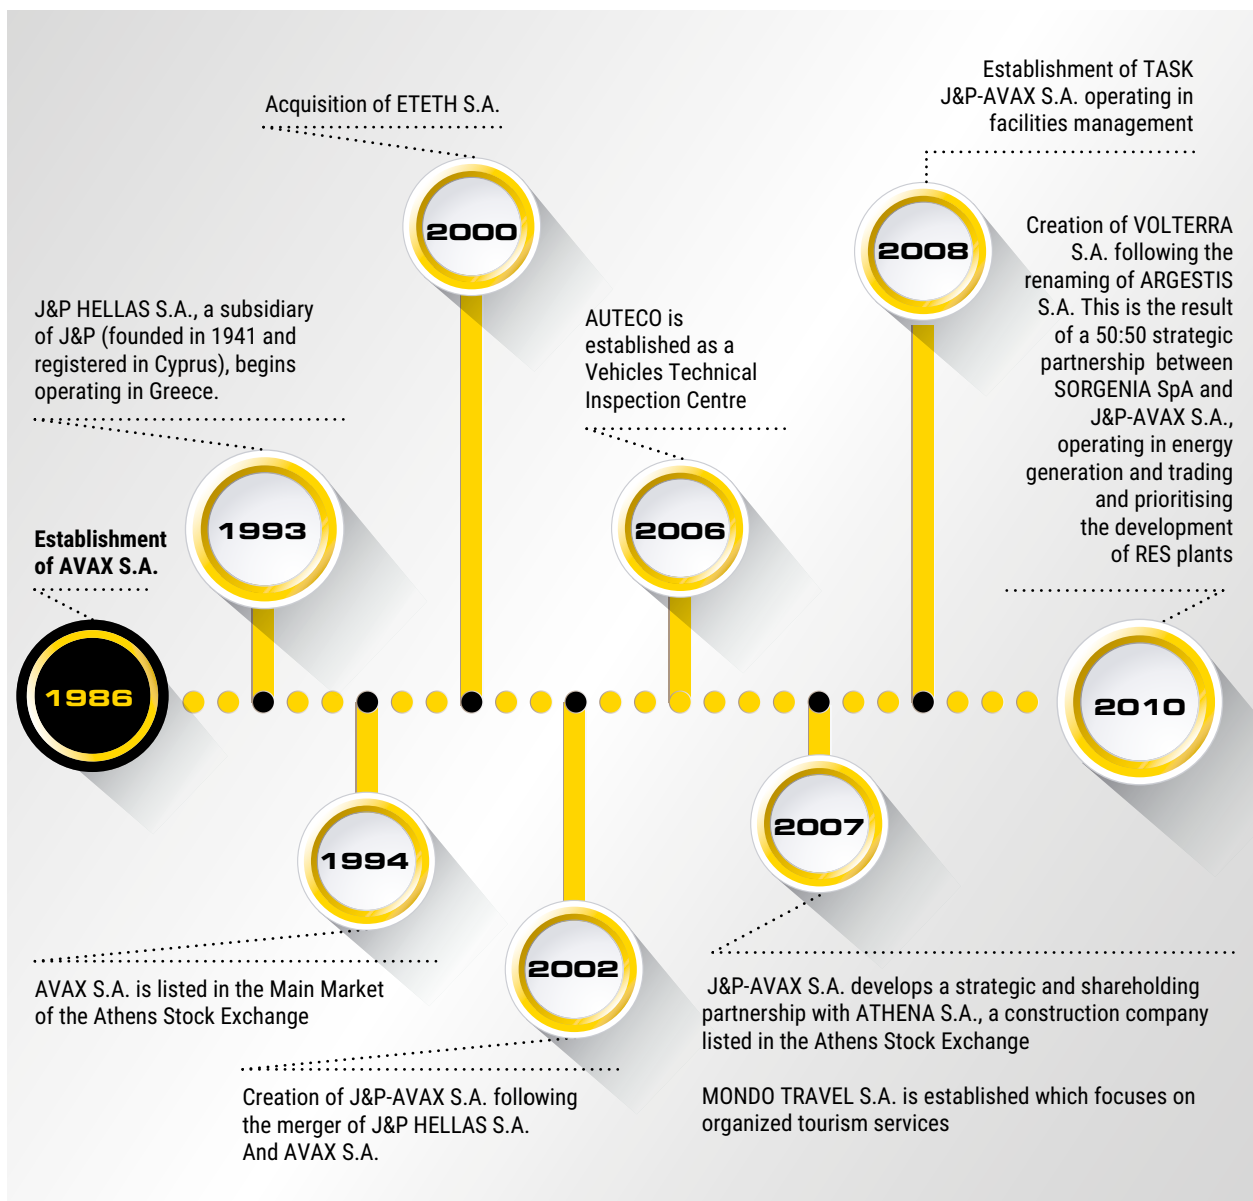 Establishment
of AVAX S.A.
1986
J&P HELLAS S.A., a subsidiary
of J&P (founded in 1941 and
registered in Cyprus), begins
operating in Greece.
1993
1994
AVAX S.A. is listed in the Main Market
of the Athens Stock Exchange
Acquisition of ETETH S.A.
2000
2002
Creation of J&P-AVAX S.A. following
the merger of J&P HELLAS S.A.
And AVAX S.A.
AUTECO is
established as a
Vehicles Technical
Inspection Centre
2006
2007
J&P-AVAX S.A. develops a strategic and shareholding
partnership with ATHENA S.A., a construction company
listed in the Athens Stock Exchange
MONDO TRAVEL S.A. is established which focuses on
organized tourism services
Establishment of TASK
J&P-AVAX S.A. operating in
facilities management
2008
Creation of VOLTERRA
S.A. following the
renaming of ARGESTIS
S.A. This is the result
of a 50:50 strategic
partnership between
SORGENIA SpA and
J&P-AVAX S.A.,
operating in energy
generation and trading
and prioritising
the development
of RES plants
2010